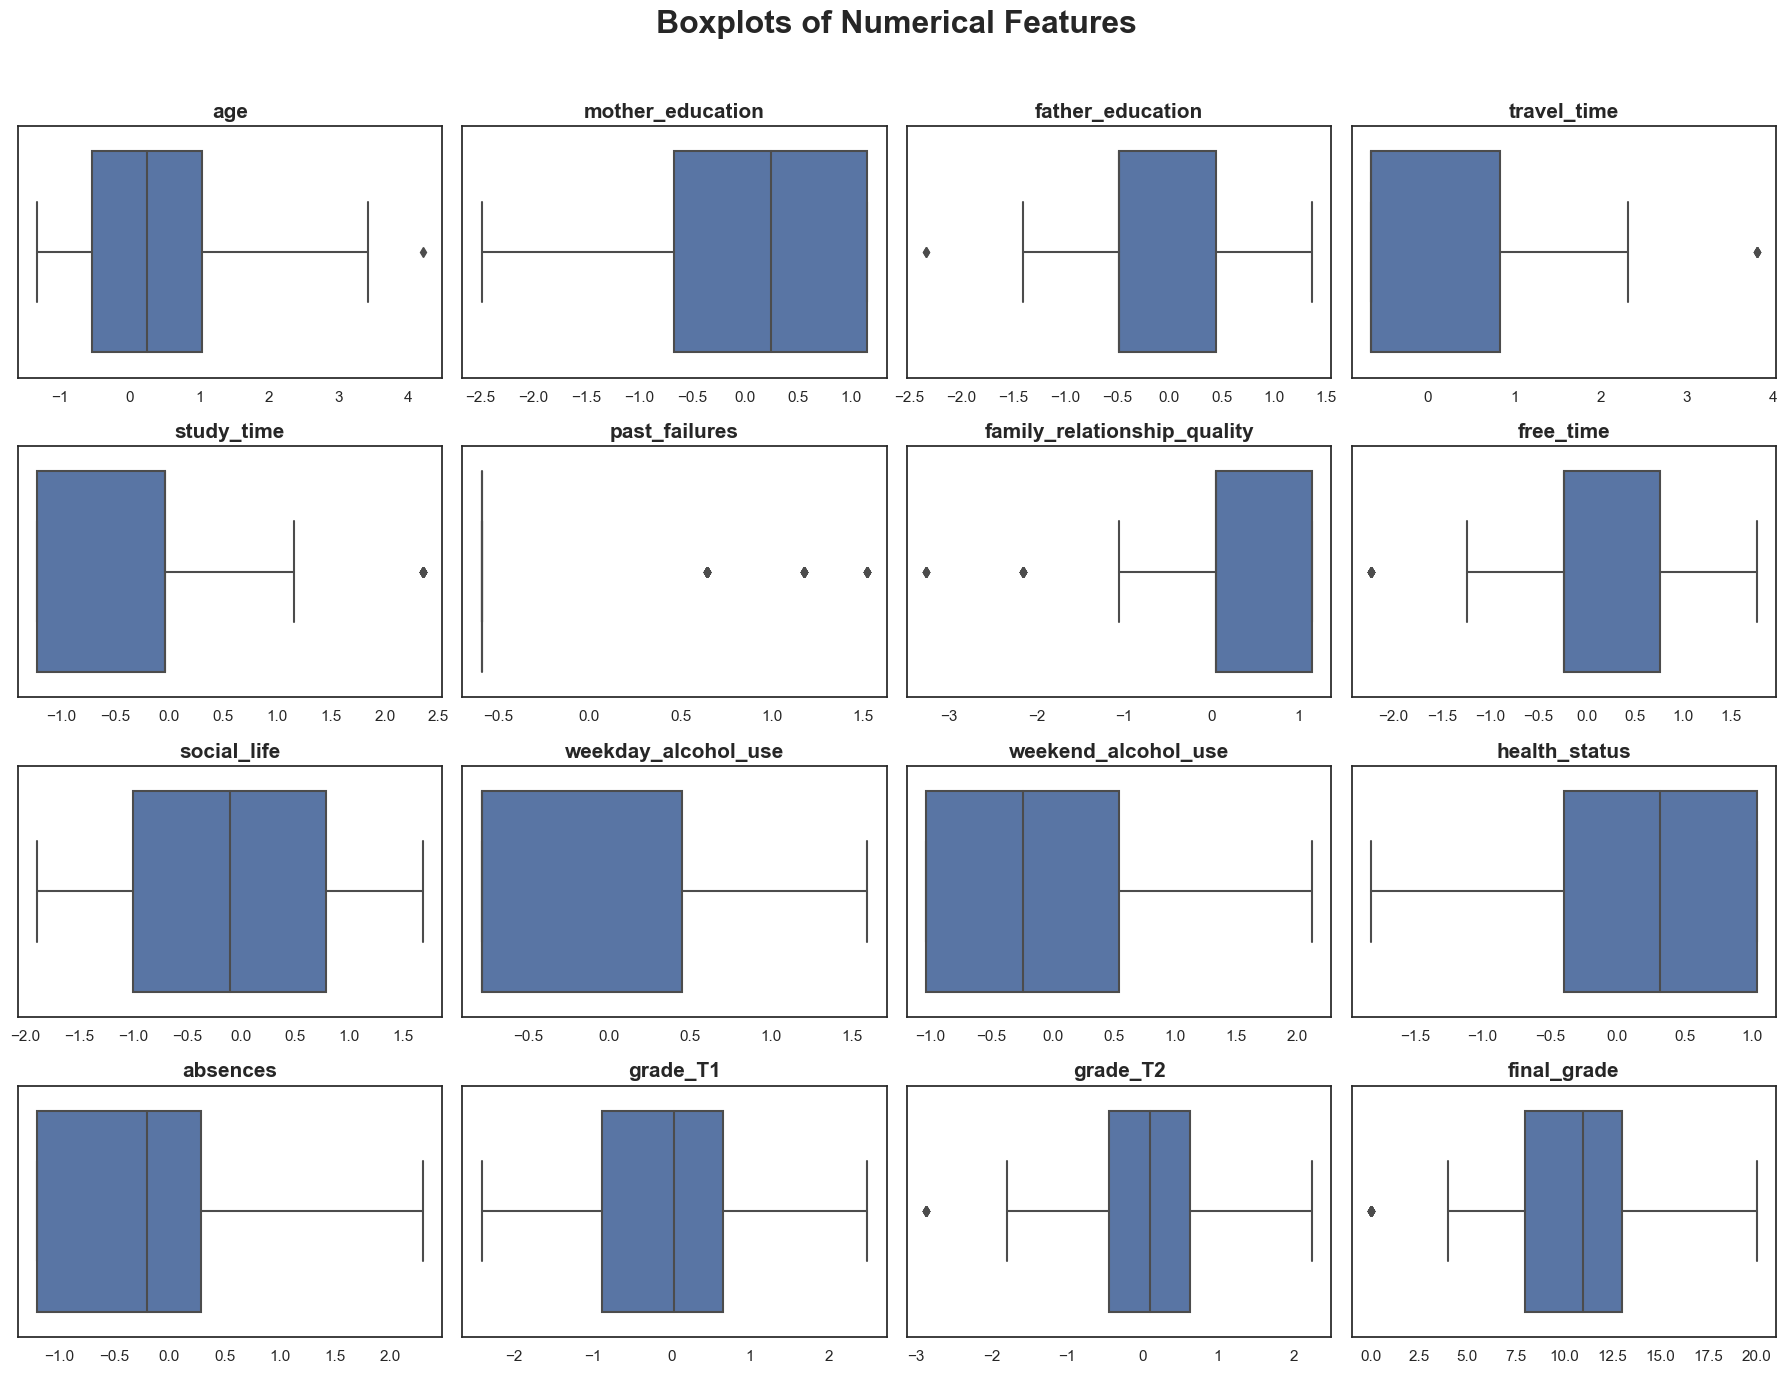 Boxplots of Numerical Features
age mother_education father_education travel_time
−1 0 1 2 3 4 −2.5 −2.0 −1.5 −1.0 −0.5 0.0 0.5 1.0 −2.5 −2.0 −1.5 −1.0 −0.5 0.0 0.5 1.0 1.5 0 1 2 3 4
study_time past_failures family_relationship_quality free_time
−1.0 −0.5 0.0 0.5 1.0 1.5 2.0 2.5 −0.5 0.0 0.5 1.0 1.5 −3 −2 −1 0 1 −2.0 −1.5 −1.0 −0.5 0.0 0.5 1.0 1.5
social_life weekday_alcohol_use weekend_alcohol_use health_status
−2.0 −1.5 −1.0 −0.5 0.0 0.5 1.0 1.5 −0.5 0.0 0.5 1.0 1.5 −1.0 −0.5 0.0 0.5 1.0 1.5 2.0 −1.5 −1.0 −0.5 0.0 0.5 1.0
absences grade_T1 grade_T2 final_grade
−1.0 −0.5 0.0 0.5 1.0 1.5 2.0 −2 −1 0 1 2 −3 −2 −1 0 1 2 0.0 2.5 5.0 7.5 10.0 12.5 15.0 17.5 20.0